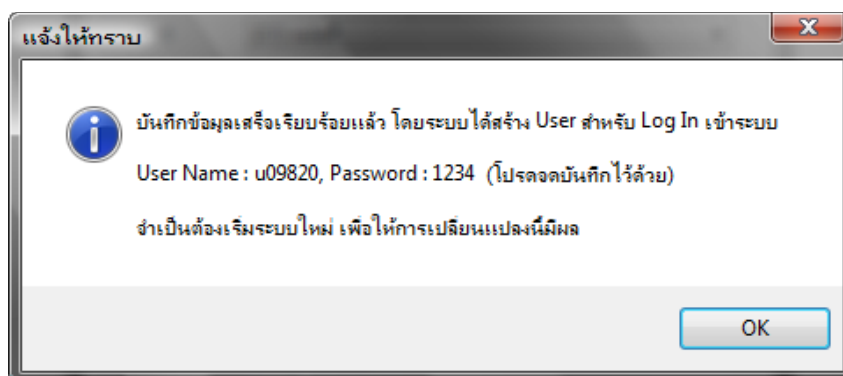 แจ้งให้ทราบ
บันทึกข้อมูลเสร็จเรียบร้อยแล้ว โดยระบบได้สร้าง User สำหรับ Log In เข้าระบบ
User Name : u09820, Password : 1234 (โปรดจดบันทึกไว้ด้วย)
จำเป็นต้องเริ่มระบบใหม่ เพื่อให้การเปลี่ยนแปลงนี้มีผล
OK